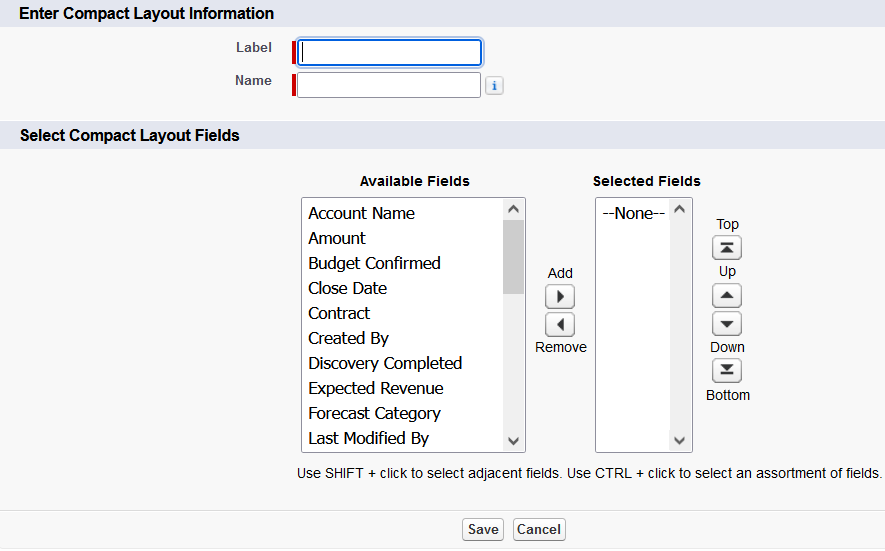 Enter Compact Layout Information
Label
Name
i
Select Compact Layout Fields
Available Fields
Account Name
Amount
Budget Confirmed
Close Date
Contract
Created By
Discovery Completed
Expected Revenue
Forecast Category
Last Modified By
Add
Remove
Selected Fields
--None--
Top
Up
Down
Bottom
Use SHIFT + click to select adjacent fields. Use CTRL + click to select an assortment of fields.
Save Cancel